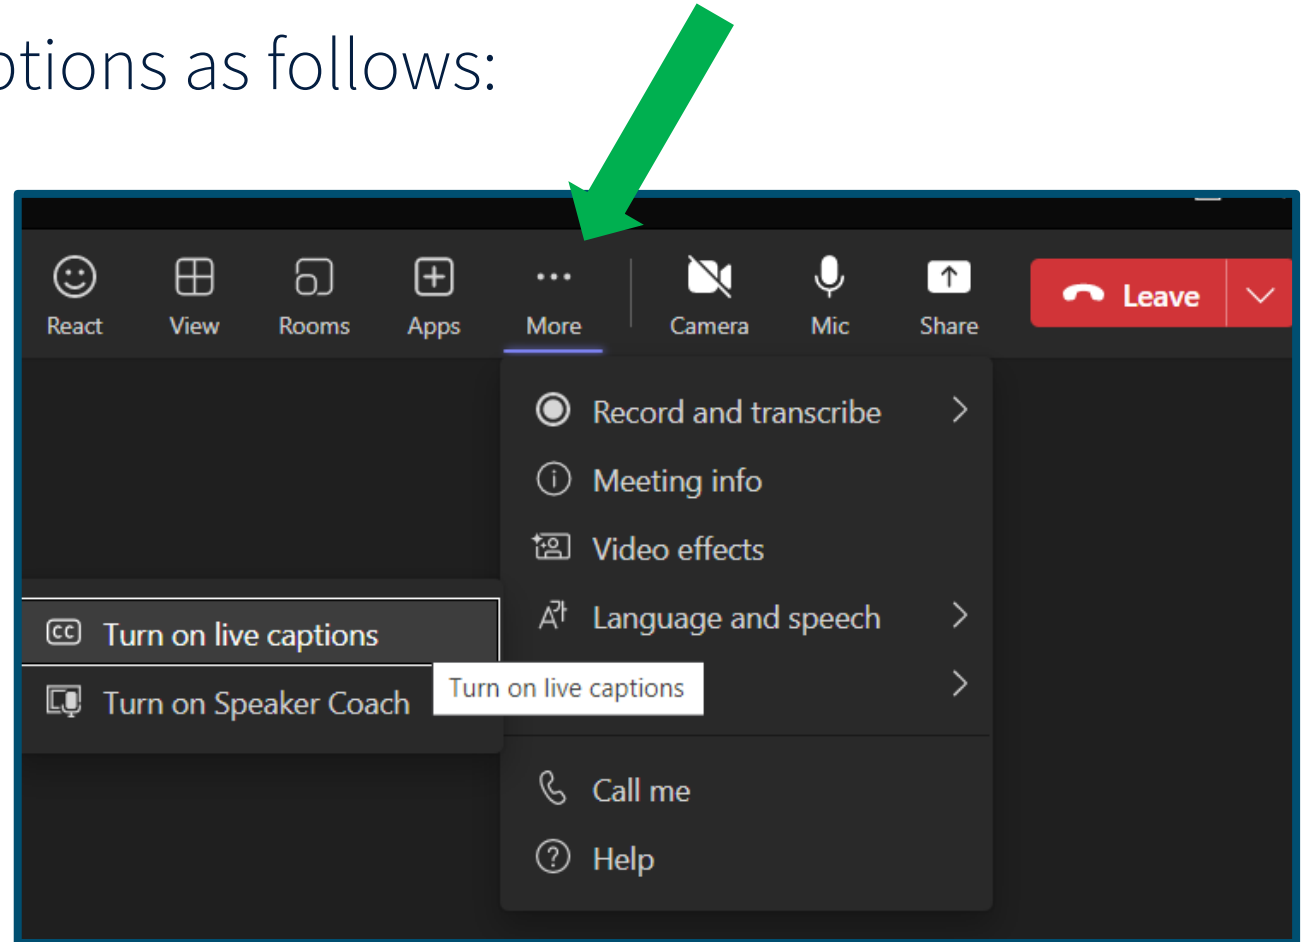 ptions as follows:
React View Rooms Apps More Camera Mic Share Leave
Record and transcribe
Meeting info
Video effects
Language and speech
Turn on live captions
Turn on live captions
Turn on Speaker Coach
Call me
Help